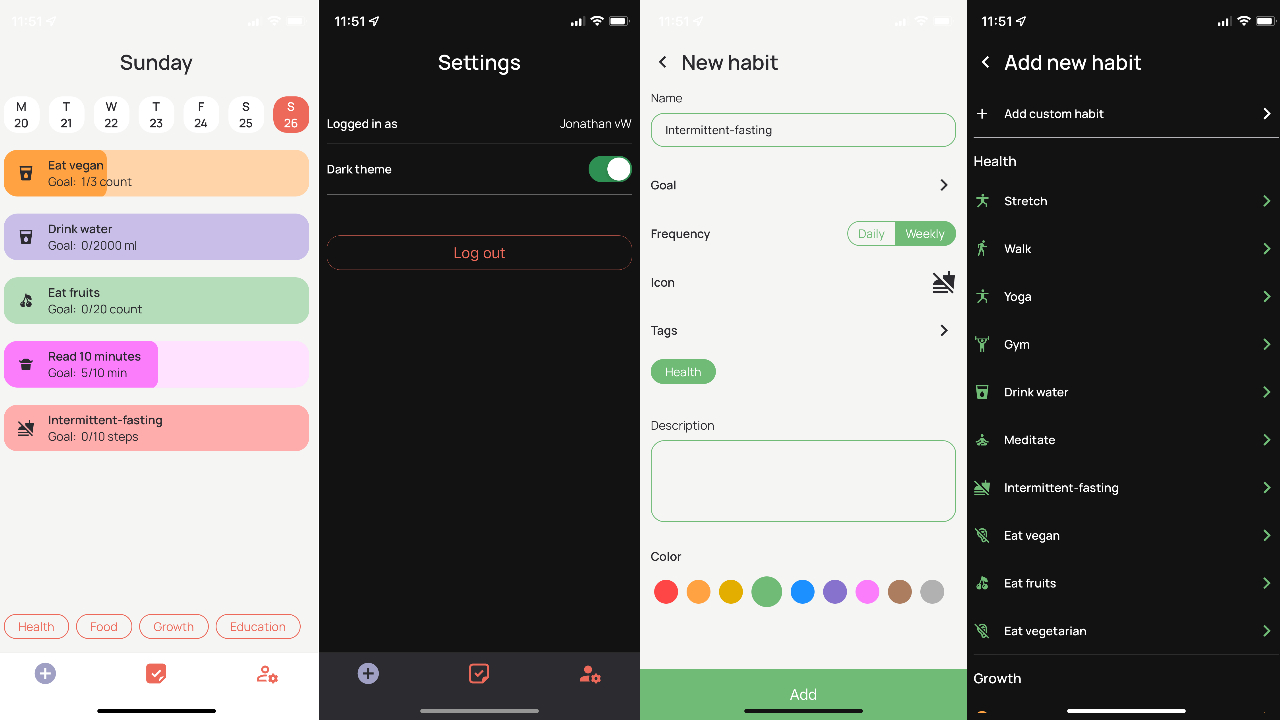 11:51
Sunday
M T W T F S S
20 21 22 23 24 25 26
Eat vegan
Goal: 1/3 count
Drink water
Goal: 0/2000 ml
Eat fruits
Goal: 0/20 count
Read 10 minutes
Goal: 5/10 min
Intermittent-fasting
Goal: 0/10 steps
Health Food Growth Education
11:51
Settings
Logged in as Jonathan vW
Dark theme
Log out
11:51
New habit
Name
Intermittent-fasting
Goal
Frequency Daily Weekly
Icon
Tags
Health
Description
Color
Add
11:51
Add new habit
Add custom habit
Health
Stretch
Walk
Yoga
Gym
Drink water
Meditate
Intermittent-fasting
Eat vegan
Eat fruits
Eat vegetarian
Growth